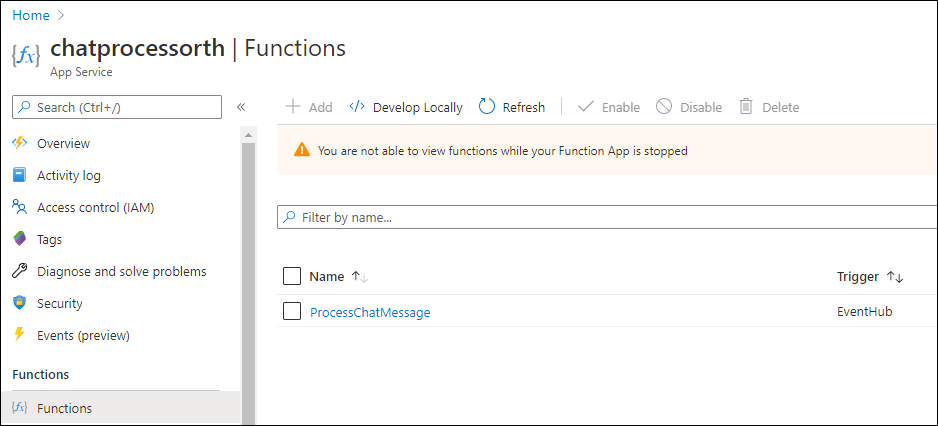 Home
chatprocessorth | Functions
{fx}
App Service
Search (Ctrl+/)
«
Add
</> Develop Locally
Refresh
Enable
Disable
Delete
Overview
Activity log
Access control (IAM)
Tags
Diagnose and solve problems
Security
Events (preview)
Functions
{fx} Functions
You are not able to view functions while your Function App is stopped
Filter by name...
Name ↑↓ Trigger ↑↓
ProcessChatMessage EventHub